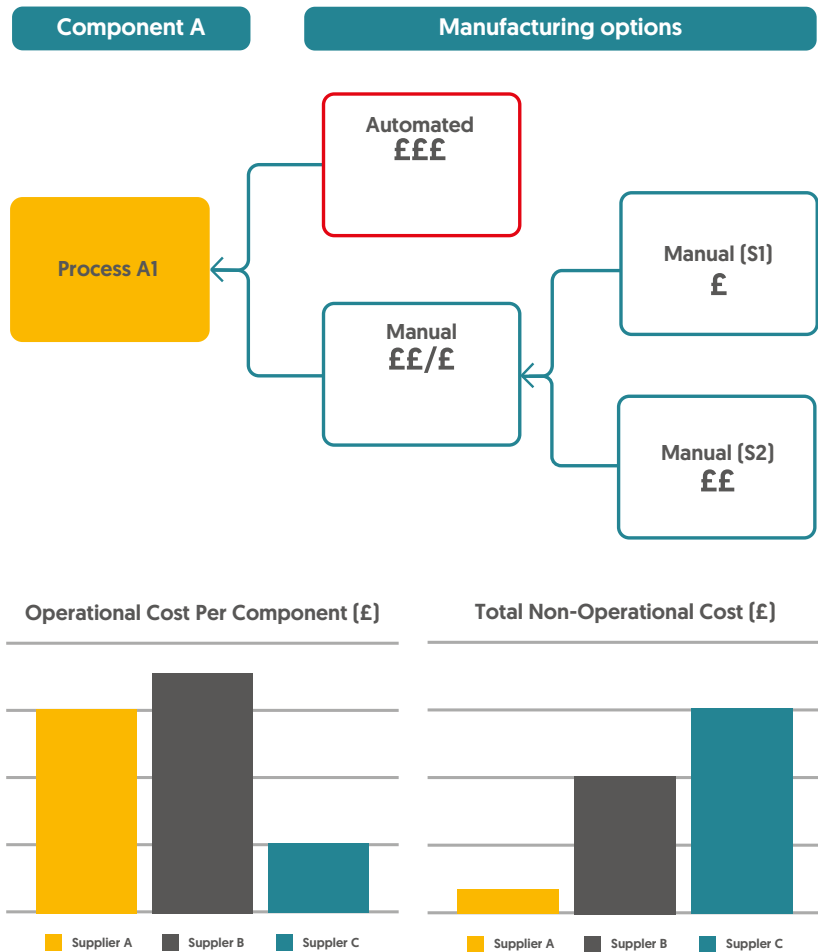 Component A
Manufacturing options
Automated
£££
Process A1
Manual (S1)
£
Manual
££/£
Manual (S2)
££
Operational Cost Per Component (£)
Total Non-Operational Cost (£)
Supplier A
Suppler B
Suppler C
Supplier A
Suppler B
Suppler C